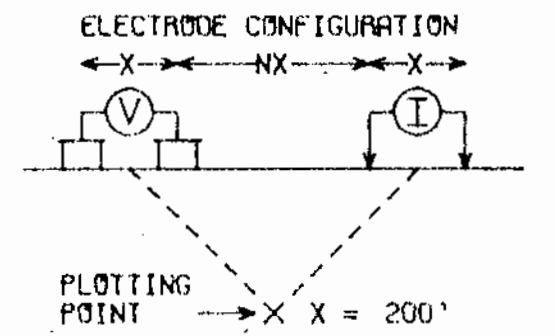 ELECTRODE CONFIGURATION
X NX X
V I
PLOTTING
POINT X X = 200'